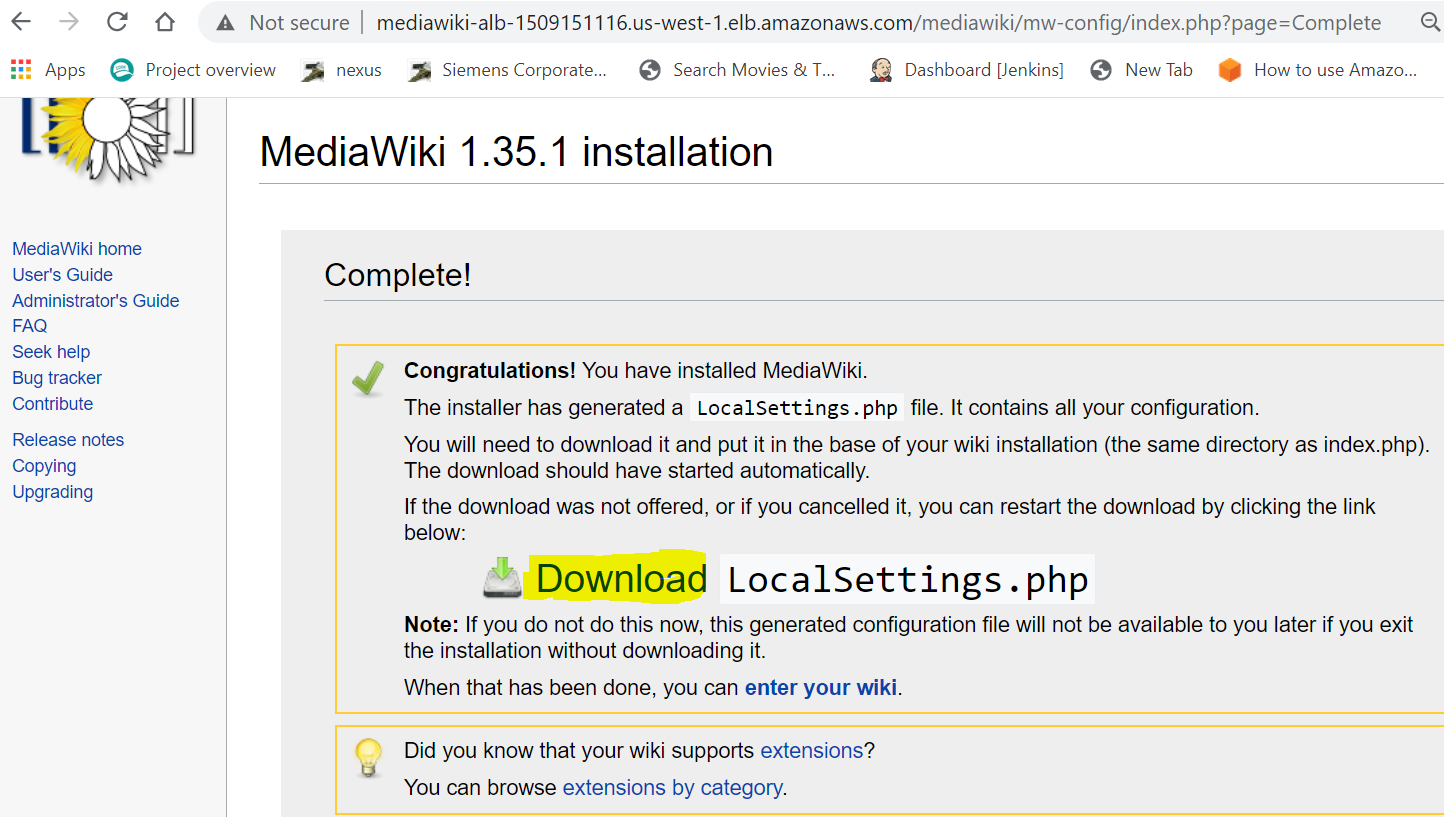 Not secure | mediawiki-alb-1509151116.us-west-1.elb.amazonaws.com/mediawiki/mw-config/index.php?page=Complete
Apps Project overview nexus Siemens Corporate... Search Movies & T... Dashboard [Jenkins] New Tab How to use Amazo...
MediaWiki 1.35.1 installation
MediaWiki home
User's Guide
Administrator's Guide
FAQ
Seek help
Bug tracker
Contribute
Release notes
Copying
Upgrading
Complete!
Congratulations! You have installed MediaWiki.
The installer has generated a LocalSettings.php file. It contains all your configuration.
You will need to download it and put it in the base of your wiki installation (the same directory as index.php).
The download should have started automatically.
If the download was not offered, or if you cancelled it, you can restart the download by clicking the link
below:
Download LocalSettings.php
Note: If you do not do this now, this generated configuration file will not be available to you later if you exit
the installation without downloading it.
When that has been done, you can enter your wiki.
Did you know that your wiki supports extensions?
You can browse extensions by category.